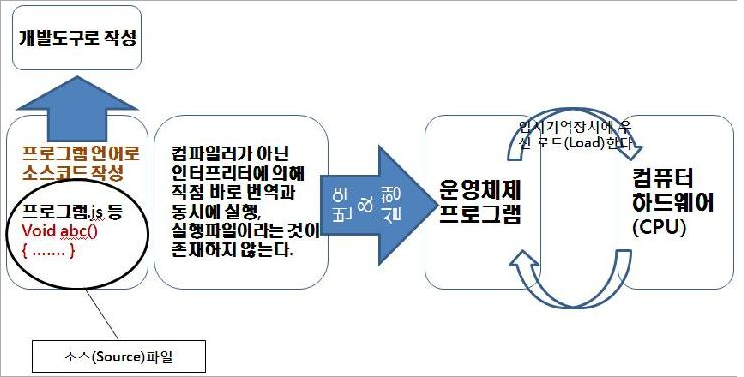 개발도구로 작성
프로그램 언어로
소스코드 작성
프로그램.js 등
Void abc()
{ ....... }
소스(Source)파일
컴파일러가 아닌
인터프리터에 의해
직접 바로 번역과
동시에 실행,
실행파일이라는 것이
존재하지 않는다.
번역
&
실행
운영체제
프로그램
임시기억장치에 우
선 로드(Load)한다
컴퓨터
하드웨어
(CPU)